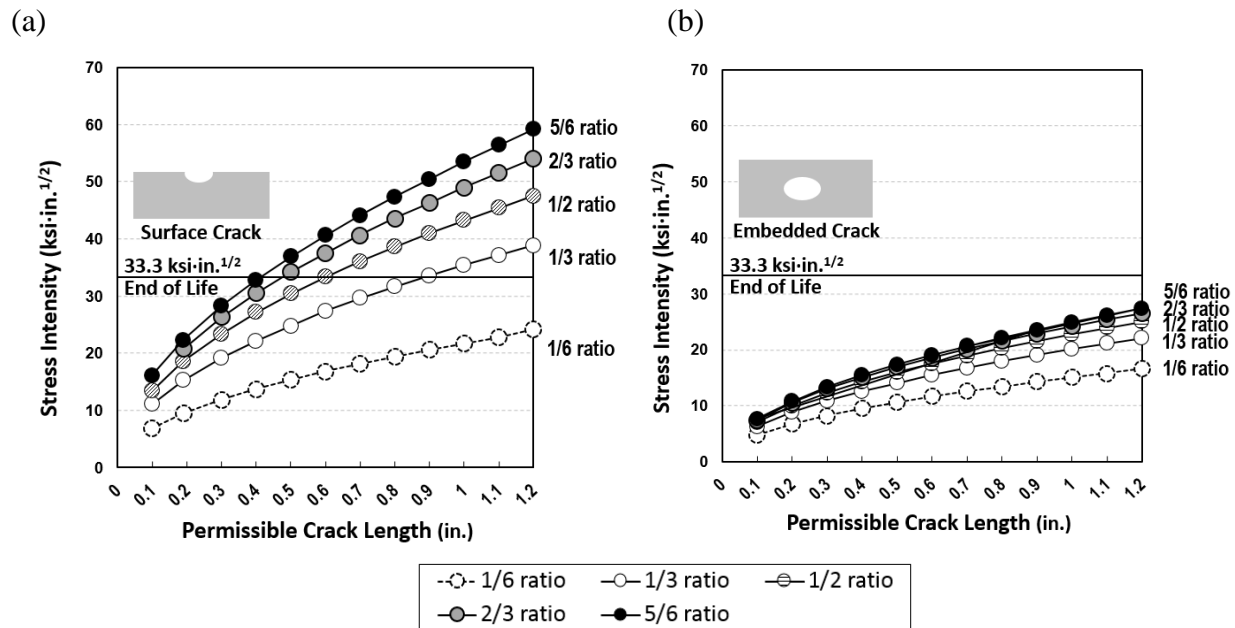 (a)
70
60
50
40
30
20
10
0
Stress Intensity (ksi·in.1/2)
Surface Crack
33.3 ksi·in.1/2
End of Life
5/6 ratio
2/3 ratio
1/2 ratio
1/3 ratio
1/6 ratio
0 0.1 0.2 0.3 0.4 0.5 0.6 0.7 0.8 0.9 1 1.1 1.2
Permissible Crack Length (in.)
(b)
70
60
50
40
30
20
10
0
Stress Intensity (ksi·in.1/2)
Embedded Crack
33.3 ksi·in.1/2
End of Life
5/6 ratio
2/3 ratio
1/2 ratio
1/3 ratio
1/6 ratio
0 0.1 0.2 0.3 0.4 0.5 0.6 0.7 0.8 0.9 1 1.1 1.2
Permissible Crack Length (in.)
1/6 ratio 1/3 ratio 1/2 ratio
2/3 ratio 5/6 ratio